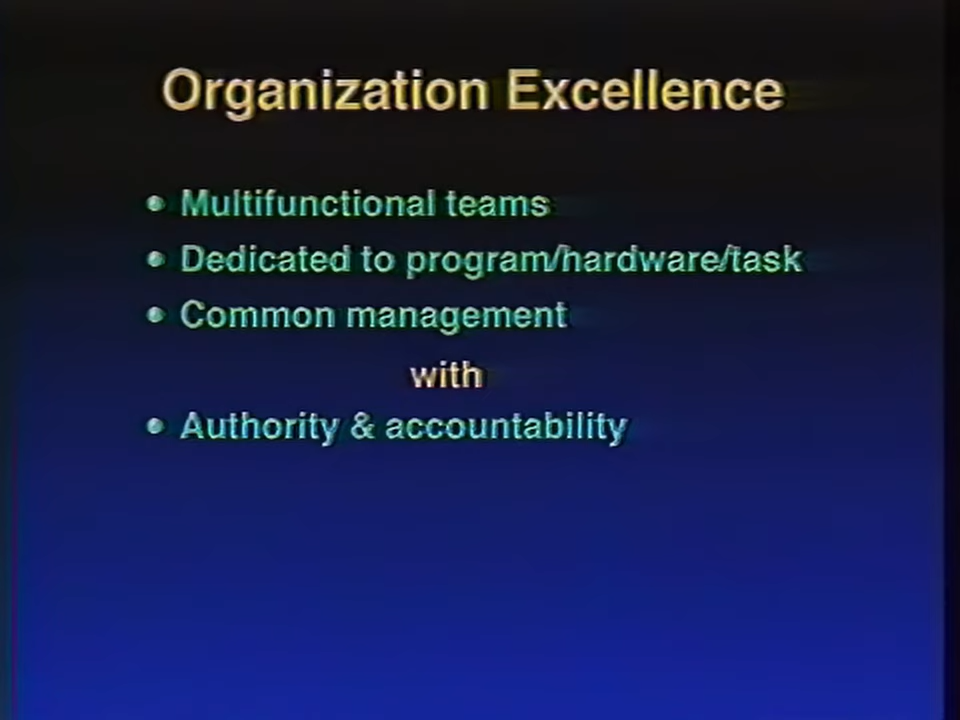 Organization Excellence
• Multifunctional teams
• Dedicated to program/hardware/task
• Common management
with
• Authority & accountability